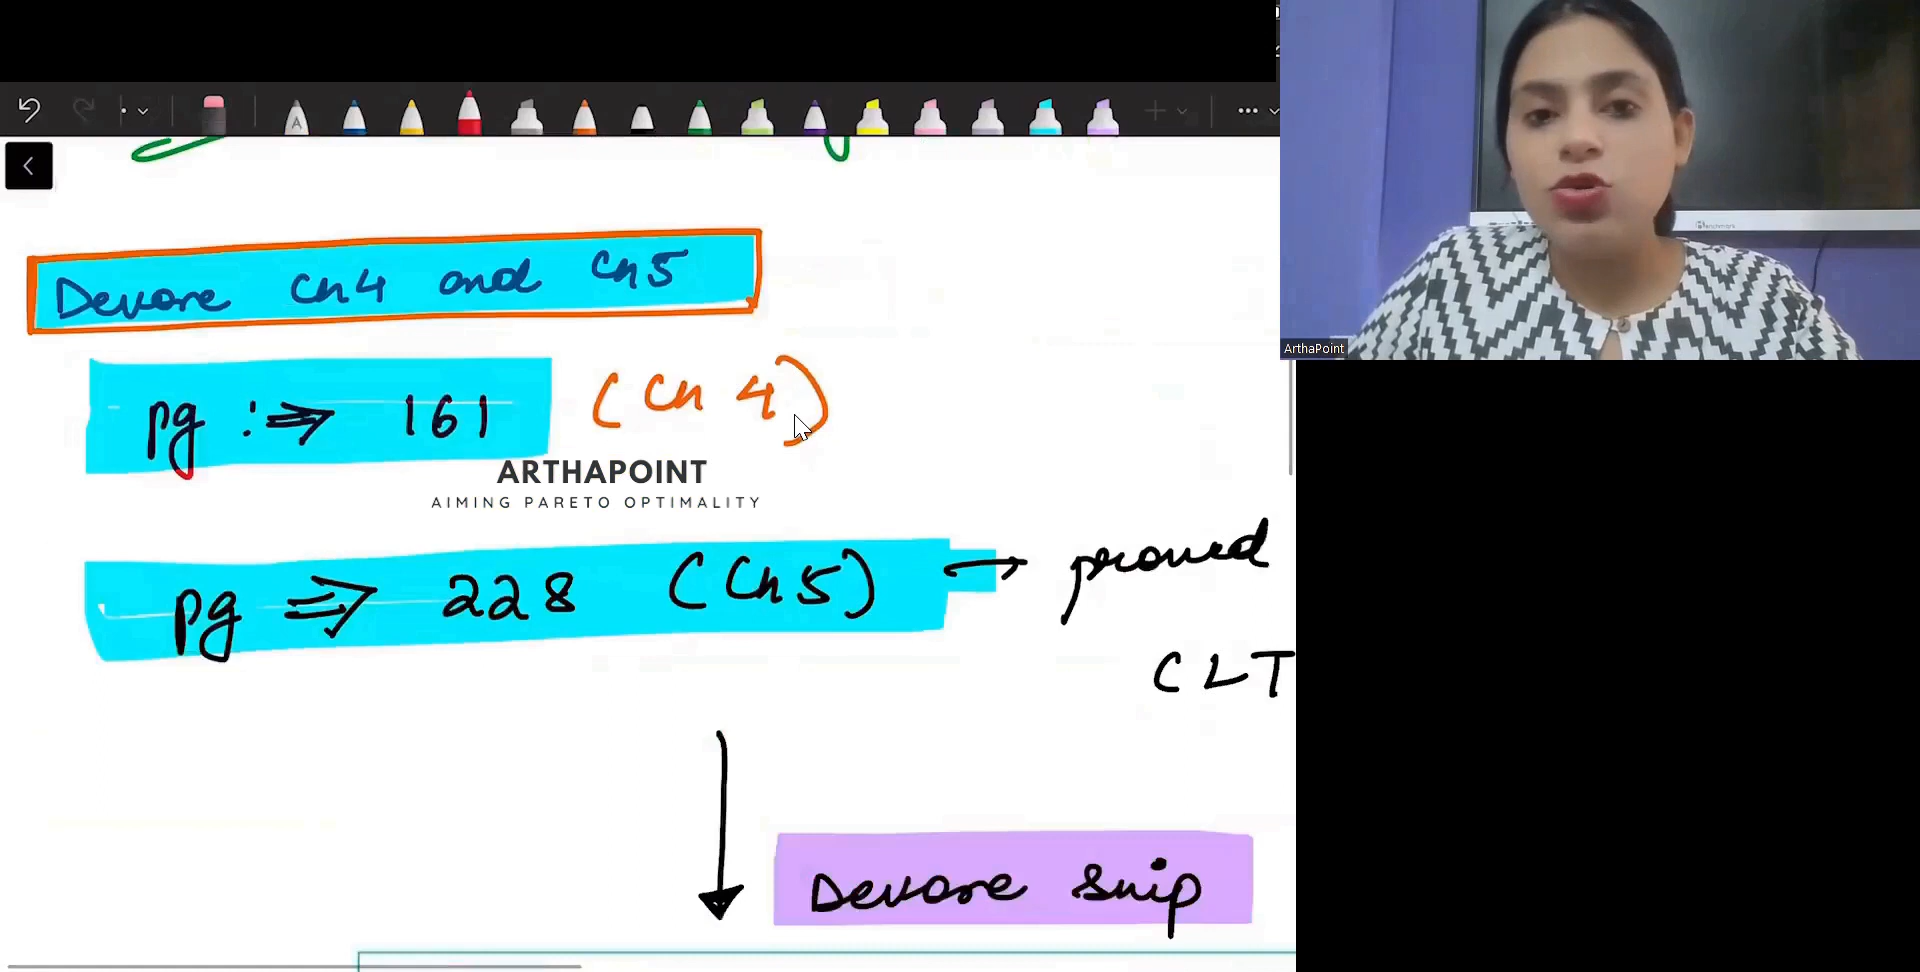 ArthaPoint
Devore Ch4 and Ch5
pg :⇒ 161 (Ch 4)
ARTHAPOINT
AIMING PARETO OPTIMALITY
pg ⇒ 228 (Ch5) → proved
CLT
Devore snip